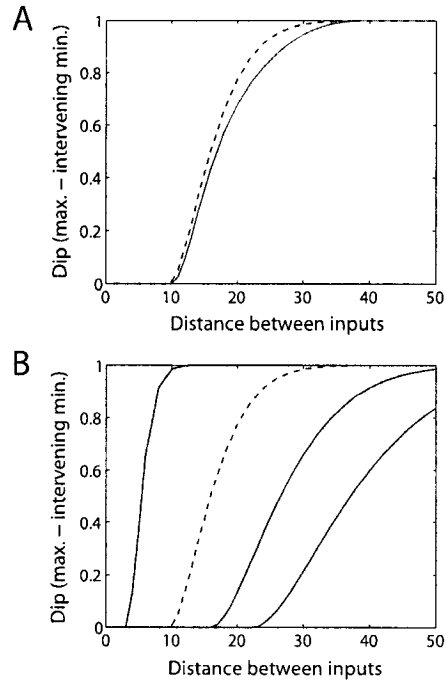 A
Dip (max. – intervening min.)
1
0.8
0.6
0.4
0.2
0
0 10 20 30 40 50
Distance between inputs
B
Dip (max. – intervening min.)
1
0.8
0.6
0.4
0.2
0
0 10 20 30 40 50
Distance between inputs